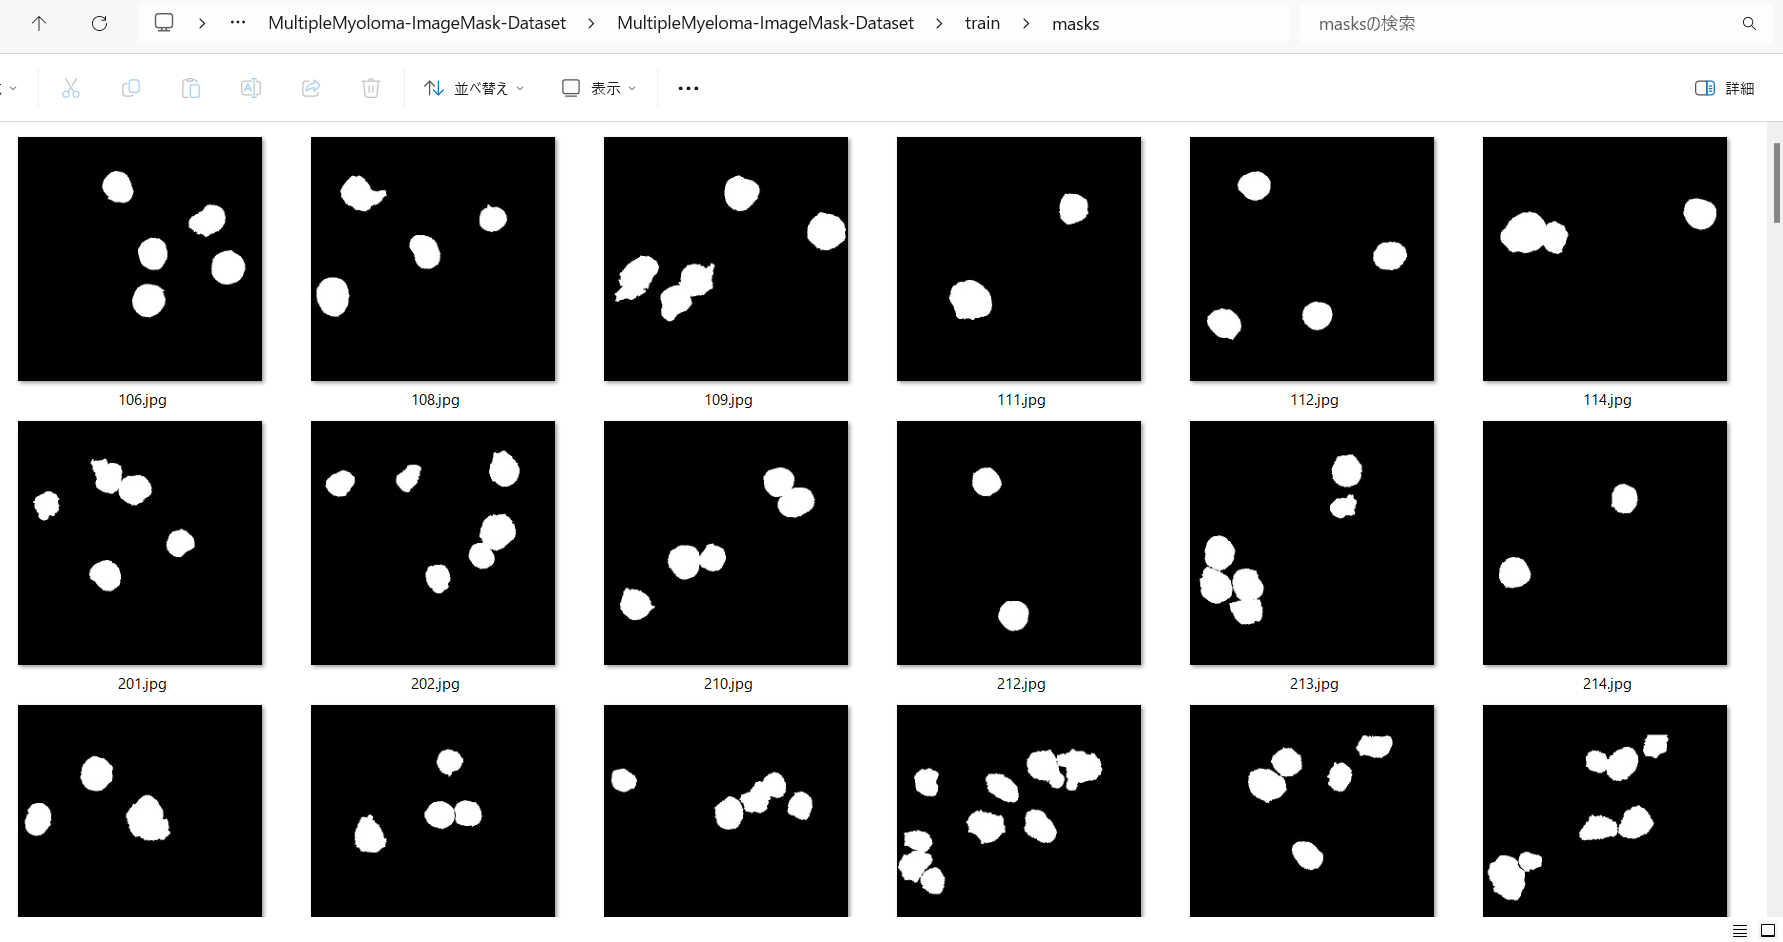 MultipleMyoloma-ImageMask-Dataset > MultipleMyeloma-ImageMask-Dataset > train > masks
masksの検索
並べ替え 表示 詳細
106.jpg 108.jpg 109.jpg 111.jpg 112.jpg 114.jpg
201.jpg 202.jpg 210.jpg 212.jpg 213.jpg 214.jpg